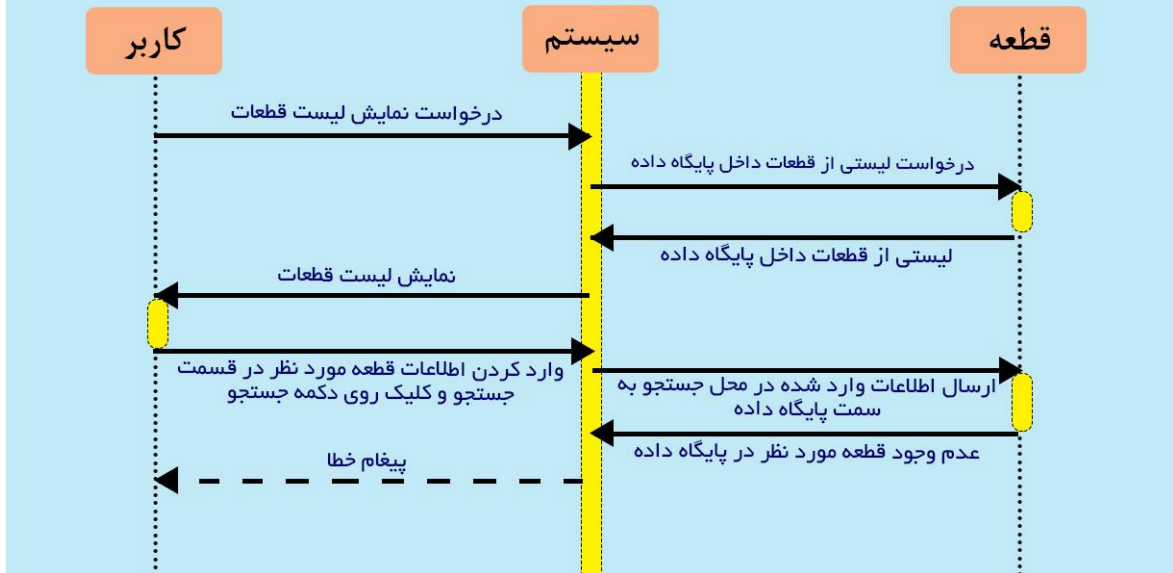 کاربر
سیستم
قطعه
درخواست نمایش لیست قطعات
درخواست لیستی از قطعات داخل پایگاه داده
لیستی از قطعات داخل پایگاه داده
نمایش لیست قطعات
وارد کردن اطلاعات قطعه مورد نظر در قسمت
جستجو و کلیک روی دکمه جستجو
ارسال اطلاعات وارد شده در محل جستجو به
سمت پایگاه داده
عدم وجود قطعه مورد نظر در پایگاه داده
پیغام خطا